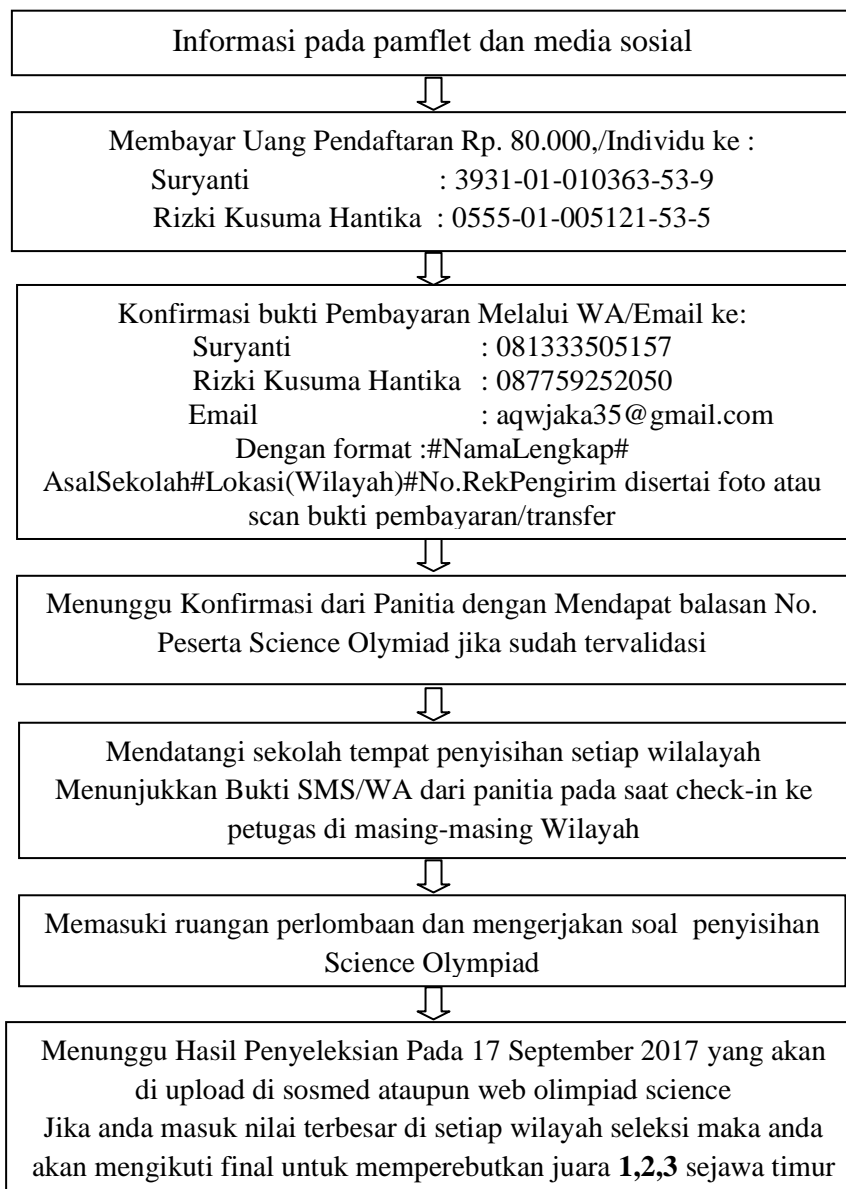 Informasi pada pamflet dan media sosial
Membayar Uang Pendaftaran Rp. 80.000,/Individu ke :
Suryanti : 3931-01-010363-53-9
Rizki Kusuma Hantika : 0555-01-005121-53-5
Konfirmasi bukti Pembayaran Melalui WA/Email ke:
Suryanti : 081333505157
Rizki Kusuma Hantika : 087759252050
Email : aqwjaka35@gmail.com
Dengan format :#NamaLengkap#
AsalSekolah#Lokasi(Wilayah)#No.RekPengirim disertai foto atau
scan bukti pembayaran/transfer
Menunggu Konfirmasi dari Panitia dengan Mendapat balasan No.
Peserta Science Olymiad jika sudah tervalidasi
Mendatangi sekolah tempat penyisihan setiap wilalayah
Menunjukkan Bukti SMS/WA dari panitia pada saat check-in ke
petugas di masing-masing Wilayah
Memasuki ruangan perlombaan dan mengerjakan soal penyisihan
Science Olympiad
Menunggu Hasil Penyeleksian Pada 17 September 2017 yang akan
di upload di sosmed ataupun web olimpiad science
Jika anda masuk nilai terbesar di setiap wilayah seleksi maka anda
akan mengikuti final untuk memperebutkan juara 1,2,3 sejawa timur